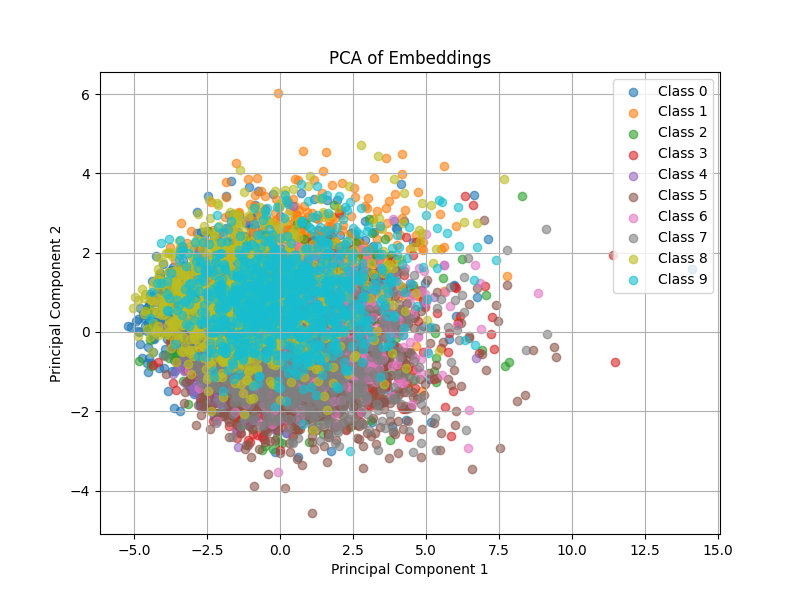 PCA of Embeddings
Class 0
Class 1
Class 2
Class 3
Class 4
Class 5
Class 6
Class 7
Class 8
Class 9
6
4
2
0
−2
−4
Principal Component 2
−5.0 −2.5 0.0 2.5 5.0 7.5 10.0 12.5 15.0
Principal Component 1